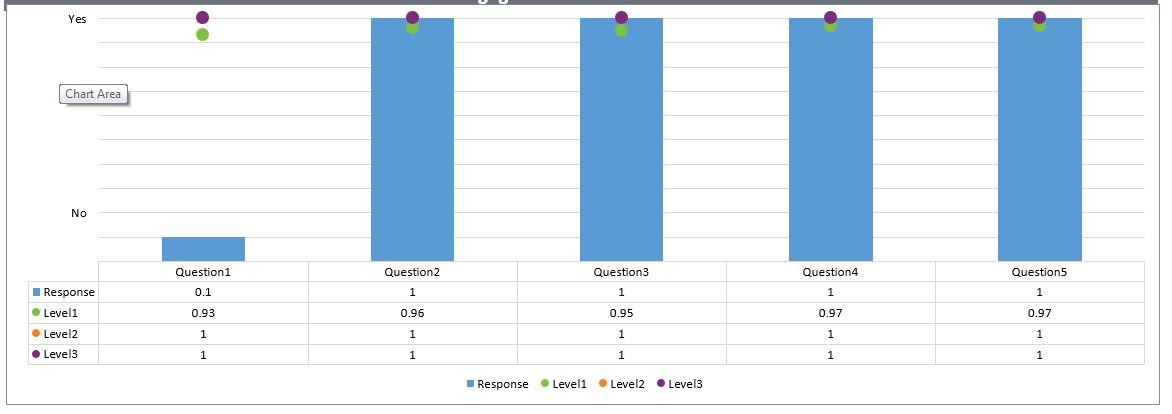 Yes
Chart Area
No
Question1 Question2 Question3 Question4 Question5
Response 0.1 1 1 1 1
Level1 0.93 0.96 0.95 0.97 0.97
Level2 1 1 1 1 1
Level3 1 1 1 1 1
Response Level1 Level2 Level3